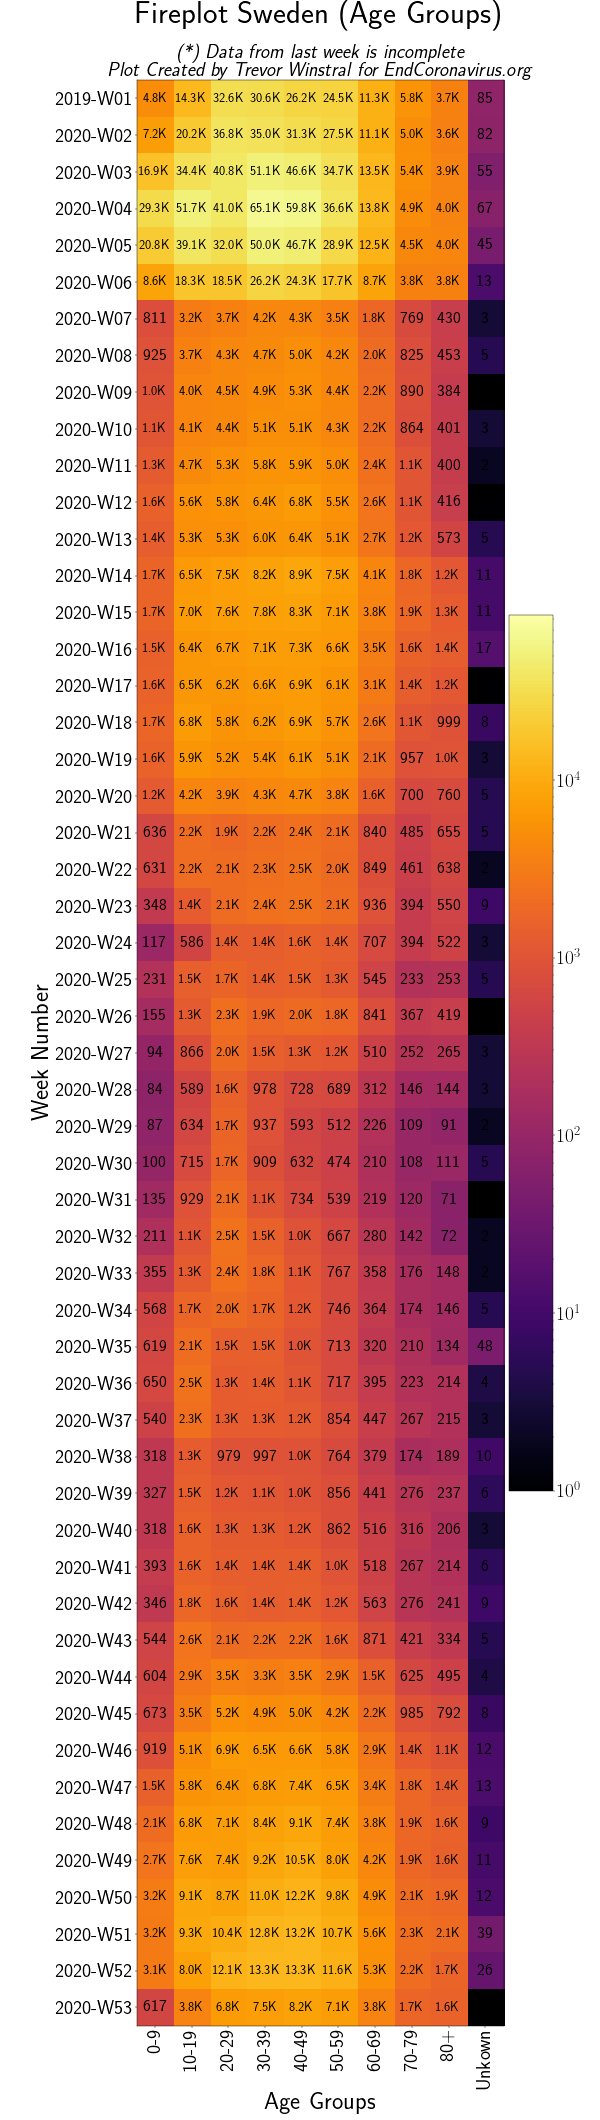 Fireplot Sweden (Age Groups)
(*) Data from last week is incomplete
Plot Created by Trevor Winstral for EndCoronavirus.org
2019-W01 4.8K 14.3K 32.6K 30.6K 26.2K 24.5K 11.3K 5.8K 3.7K 85
2020-W02 7.2K 20.2K 36.8K 35.0K 31.3K 27.5K 11.1K 5.0K 3.6K 82
2020-W03 16.9K 34.4K 40.8K 51.1K 46.6K 34.7K 13.5K 5.4K 3.9K 55
2020-W04 29.3K 51.7K 41.0K 65.1K 59.8K 36.6K 13.8K 4.9K 4.0K 67
2020-W05 20.8K 39.1K 32.0K 50.0K 46.7K 28.9K 12.5K 4.5K 4.0K 45
2020-W06 8.6K 18.3K 18.5K 26.2K 24.3K 17.7K 8.7K 3.8K 3.8K 13
2020-W07 811 3.2K 3.7K 4.2K 4.3K 3.5K 1.8K 769 430 3
2020-W08 925 3.7K 4.3K 4.7K 5.0K 4.2K 2.0K 825 453 5
2020-W09 1.0K 4.0K 4.5K 4.9K 5.3K 4.4K 2.2K 890 384
2020-W10 1.1K 4.1K 4.4K 5.1K 5.1K 4.3K 2.2K 864 401 3
2020-W11 1.3K 4.7K 5.3K 5.8K 5.9K 5.0K 2.4K 1.1K 400 2
2020-W12 1.6K 5.6K 5.8K 6.4K 6.8K 5.5K 2.6K 1.1K 416
2020-W13 1.4K 5.3K 5.3K 6.0K 6.4K 5.1K 2.7K 1.2K 573 5
2020-W14 1.7K 6.5K 7.5K 8.2K 8.9K 7.5K 4.1K 1.8K 1.2K 11
2020-W15 1.7K 7.0K 7.6K 7.8K 8.3K 7.1K 3.8K 1.9K 1.3K 11
2020-W16 1.5K 6.4K 6.7K 7.1K 7.3K 6.6K 3.5K 1.6K 1.4K 17
2020-W17 1.6K 6.5K 6.2K 6.6K 6.9K 6.1K 3.1K 1.4K 1.2K
2020-W18 1.7K 6.8K 5.8K 6.2K 6.9K 5.7K 2.6K 1.1K 999 8
2020-W19 1.6K 5.9K 5.2K 5.4K 6.1K 5.1K 2.1K 957 1.0K 3
2020-W20 1.2K 4.2K 3.9K 4.3K 4.7K 3.8K 1.6K 700 760 5
2020-W21 636 2.2K 1.9K 2.2K 2.4K 2.1K 840 485 655 5
2020-W22 631 2.2K 2.1K 2.3K 2.5K 2.0K 849 461 638 2
2020-W23 348 1.4K 2.1K 2.4K 2.5K 2.1K 936 394 550 9
2020-W24 117 586 1.4K 1.4K 1.6K 1.4K 707 394 522 3
2020-W25 231 1.5K 1.7K 1.4K 1.5K 1.3K 545 233 253 5
2020-W26 155 1.3K 2.3K 1.9K 2.0K 1.8K 841 367 419
2020-W27 94 866 2.0K 1.5K 1.3K 1.2K 510 252 265 3
2020-W28 84 589 1.6K 978 728 689 312 146 144 3
2020-W29 87 634 1.7K 937 593 512 226 109 91 2
2020-W30 100 715 1.7K 909 632 474 210 108 111 5
2020-W31 135 929 2.1K 1.1K 734 539 219 120 71
2020-W32 211 1.1K 2.5K 1.5K 1.0K 667 280 142 72 2
2020-W33 355 1.3K 2.4K 1.8K 1.1K 767 358 176 148 2
2020-W34 568 1.7K 2.0K 1.7K 1.2K 746 364 174 146 5
2020-W35 619 2.1K 1.5K 1.5K 1.0K 713 320 210 134 48
2020-W36 650 2.5K 1.3K 1.4K 1.1K 717 395 223 214 4
2020-W37 540 2.3K 1.3K 1.3K 1.2K 854 447 267 215 3
2020-W38 318 1.3K 979 997 1.0K 764 379 174 189 10
2020-W39 327 1.5K 1.2K 1.1K 1.0K 856 441 276 237 6
2020-W40 318 1.6K 1.3K 1.3K 1.2K 862 516 316 206 3
2020-W41 393 1.6K 1.4K 1.4K 1.4K 1.0K 518 267 214 6
2020-W42 346 1.8K 1.6K 1.4K 1.4K 1.2K 563 276 241 9
2020-W43 544 2.6K 2.1K 2.2K 2.2K 1.6K 871 421 334 5
2020-W44 604 2.9K 3.5K 3.3K 3.5K 2.9K 1.5K 625 495 4
2020-W45 673 3.5K 5.2K 4.9K 5.0K 4.2K 2.2K 985 792 8
2020-W46 919 5.1K 6.9K 6.5K 6.6K 5.8K 2.9K 1.4K 1.1K 12
2020-W47 1.5K 5.8K 6.4K 6.8K 7.4K 6.5K 3.4K 1.8K 1.4K 13
2020-W48 2.1K 6.8K 7.1K 8.4K 9.1K 7.4K 3.8K 1.9K 1.6K 9
2020-W49 2.7K 7.6K 7.4K 9.2K 10.5K 8.0K 4.2K 1.9K 1.6K 11
2020-W50 3.2K 9.1K 8.7K 11.0K 12.2K 9.8K 4.9K 2.1K 1.9K 12
2020-W51 3.2K 9.3K 10.4K 12.8K 13.2K 10.7K 5.6K 2.3K 2.1K 39
2020-W52 3.1K 8.0K 12.1K 13.3K 13.3K 11.6K 5.3K 2.2K 1.7K 26
2020-W53 617 3.8K 6.8K 7.5K 8.2K 7.1K 3.8K 1.7K 1.6K
0-9 10-19 20-29 30-39 40-49 50-59 60-69 70-79 80+ Unkown
Age Groups
Week Number
10⁴
10³
10²
10¹
10⁰